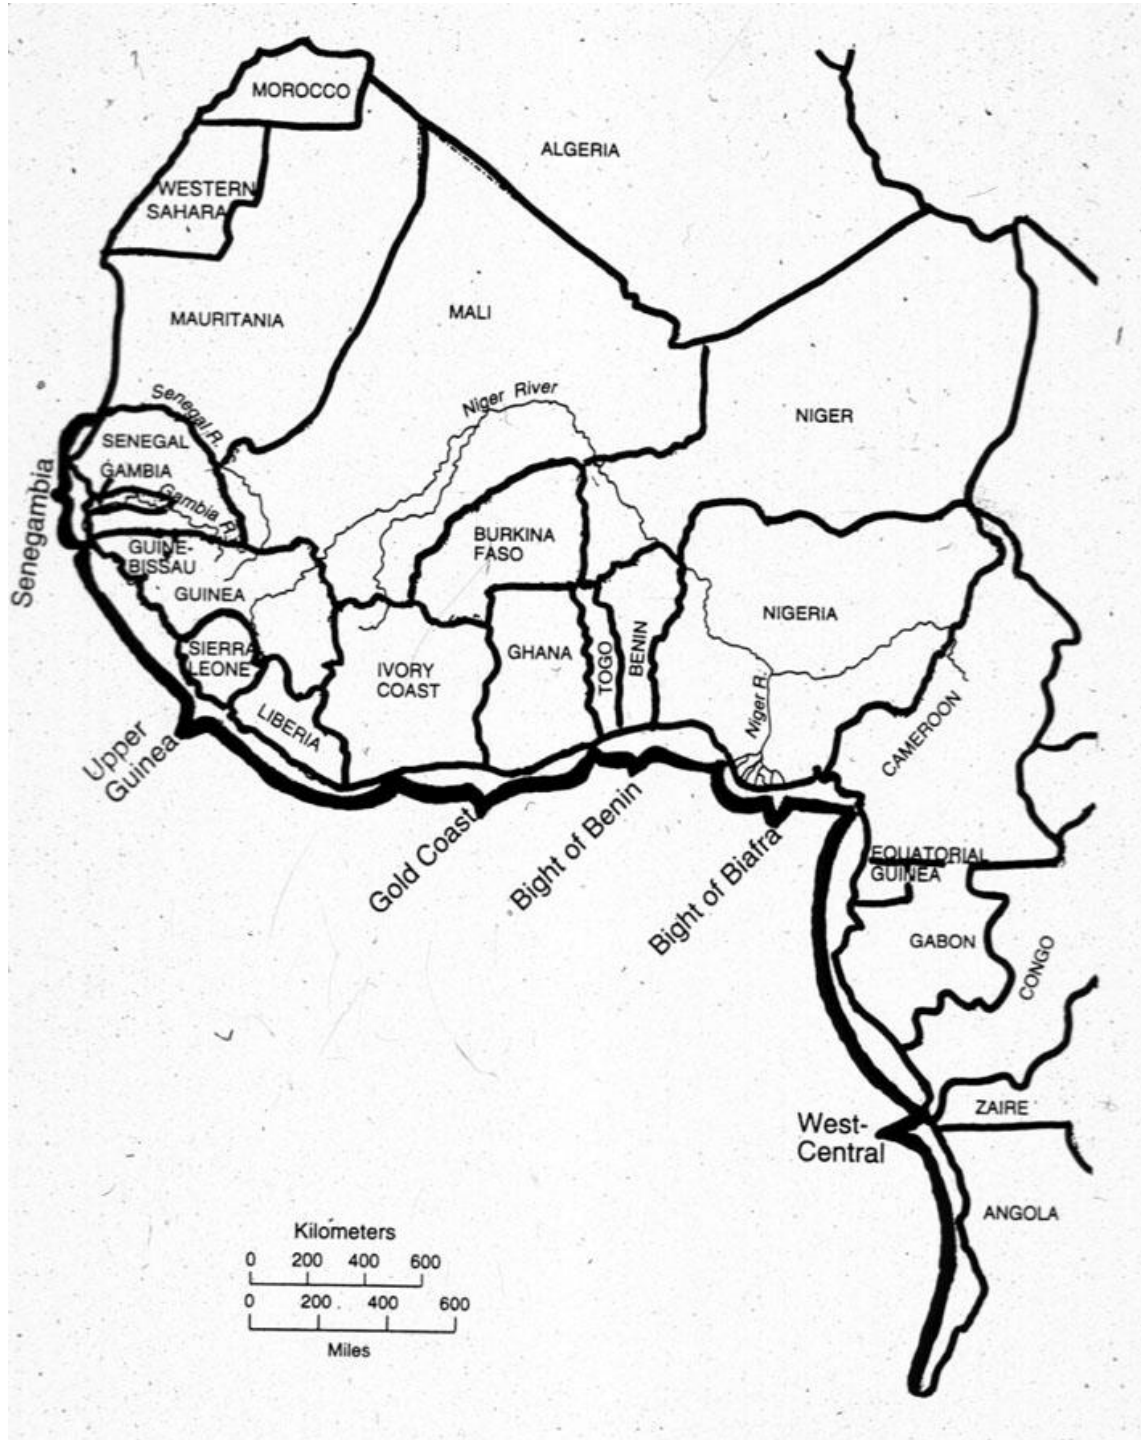 MOROCCO
ALGERIA
WESTERN
SAHARA
MAURITANIA
MALI
Senegal R.
Niger River
NIGER
SENEGAL
GAMBIA
Gambia R.
Senegambia
BURKINA
FASO
GUINE-
BISSAU
GUINEA
NIGERIA
SIERRA
LEONE
IVORY
COAST
GHANA
TOGO
BENIN
LIBERIA
Niger R.
CAMEROON
Upper
Guinea
Gold Coast
Bight of Benin
Bight of Biafra
EQUATORIAL
GUINEA
GABON
CONGO
ZAIRE
West-
Central
ANGOLA
Kilometers
0 200 400 600
0 200 400 600
Miles